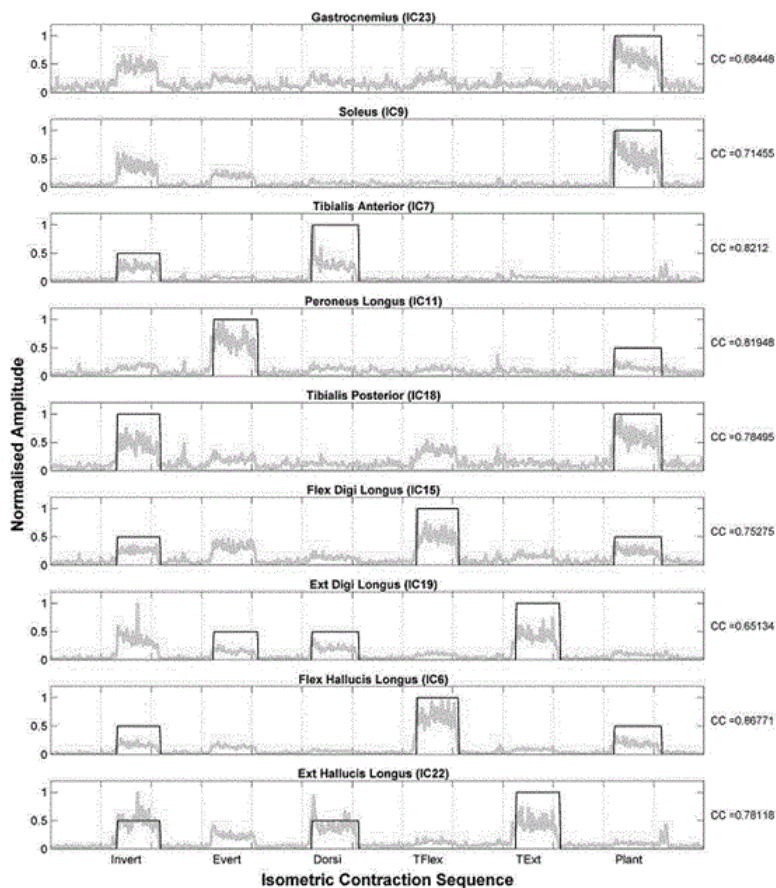 Gastrocnemius (IC23)
1
0.5
0
CC =0.68448
Soleus (IC9)
1
0.5
0
CC =0.71455
Tibialis Anterior (IC7)
1
0.5
0
CC =0.8212
Peroneus Longus (IC11)
1
0.5
0
CC =0.81948
Tibialis Posterior (IC18)
1
0.5
0
CC =0.78495
Flex Digi Longus (IC15)
1
0.5
0
CC =0.75275
Ext Digi Longus (IC19)
1
0.5
0
CC =0.65134
Flex Hallucis Longus (IC6)
1
0.5
0
CC =0.86771
Ext Hallucis Longus (IC22)
1
0.5
0
CC =0.78118
Normalised Amplitude
Invert Evert Dorsi TFlex TExt Plant
Isometric Contraction Sequence